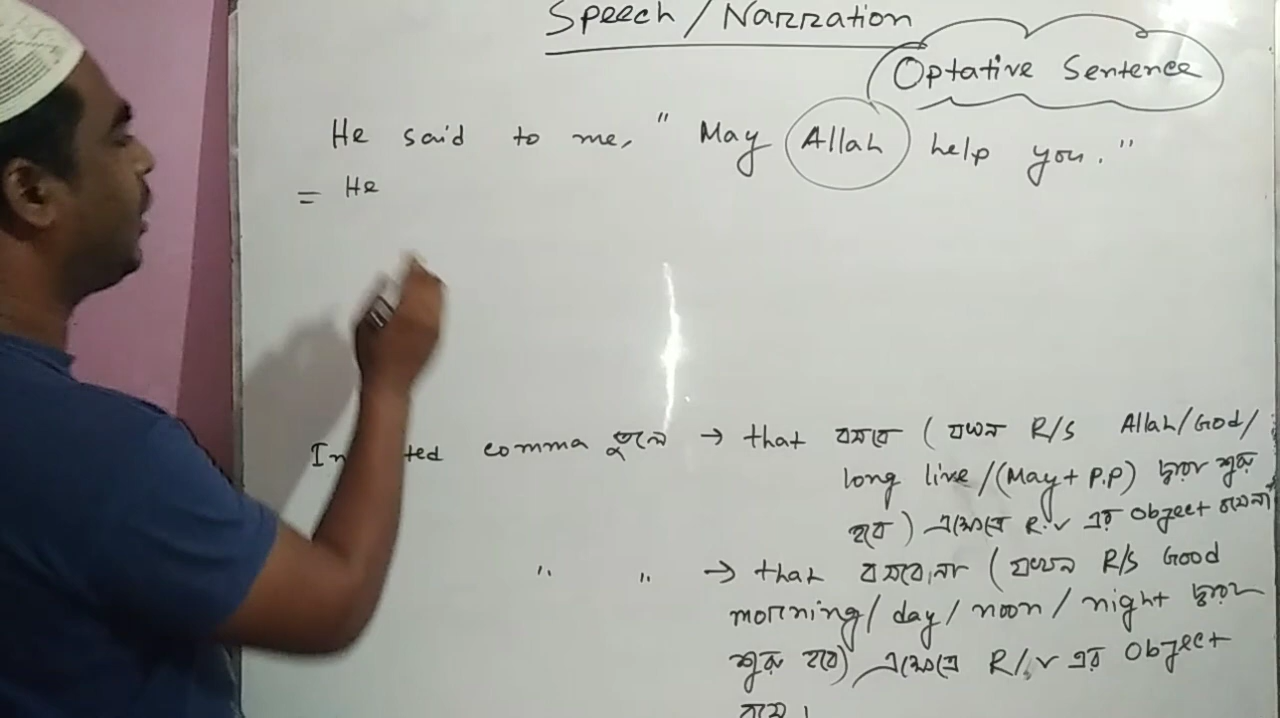 Speech / Narration
Optative Sentence
He said to me, " May Allah help you. "
= He
comma তুলে → that বসবে ( যখন R/S Allah/God/
long live /(May + P.P) দ্বারা শুরু
হবে ) এক্ষেত্রে R.V এর Object বসেনা
" " → that বসবে না ( যখন R/S Good
morning/ day / noon / night দ্বারা
শুরু হবে) এক্ষেত্রে R/V এর Object
বসে ।